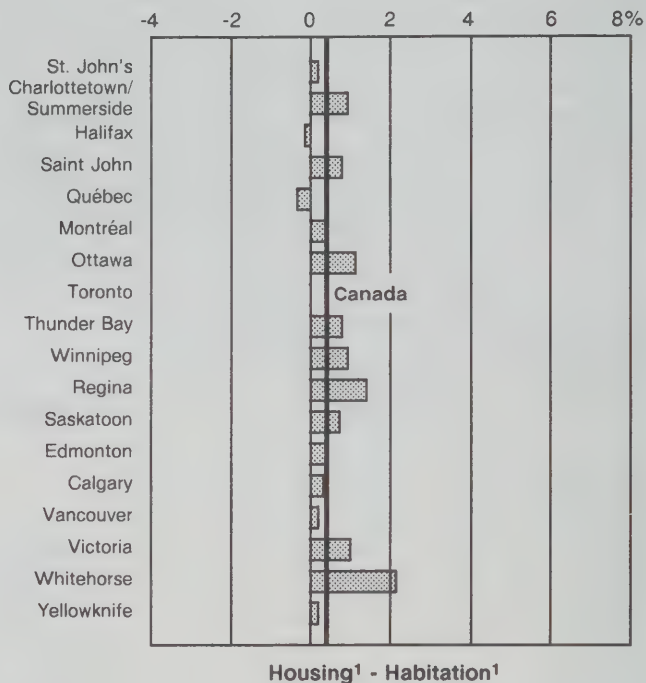 -4 -2 0 2 4 6 8%
St. John's
Charlottetown/
Summerside
Halifax
Saint John
Québec
Montréal
Ottawa
Toronto
Canada
Thunder Bay
Winnipeg
Regina
Saskatoon
Edmonton
Calgary
Vancouver
Victoria
Whitehorse
Yellowknife
Housing¹ - Habitation¹